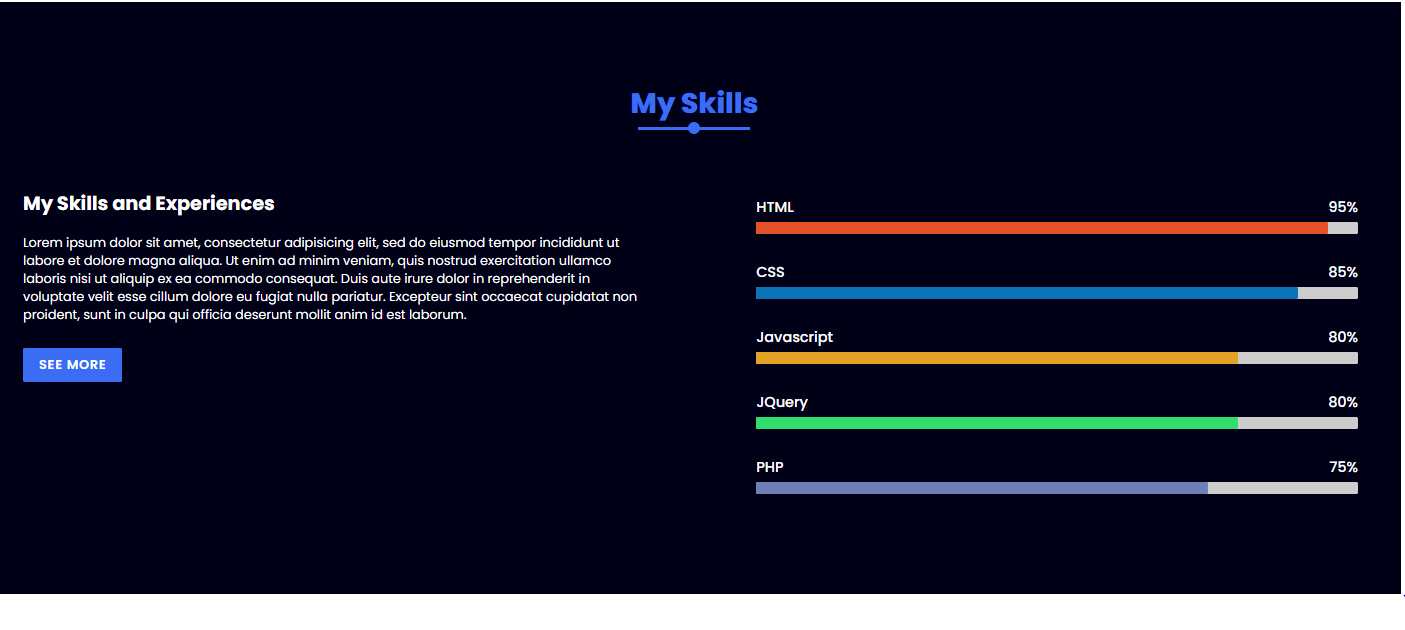 My Skills
My Skills and Experiences
Lorem ipsum dolor sit amet, consectetur adipisicing elit, sed do eiusmod tempor incididunt ut
labore et dolore magna aliqua. Ut enim ad minim veniam, quis nostrud exercitation ullamco
laboris nisi ut aliquip ex ea commodo consequat. Duis aute irure dolor in reprehenderit in
voluptate velit esse cillum dolore eu fugiat nulla pariatur. Excepteur sint occaecat cupidatat non
proident, sunt in culpa qui officia deserunt mollit anim id est laborum.
SEE MORE
HTML 95%
CSS 85%
Javascript 80%
JQuery 80%
PHP 75%